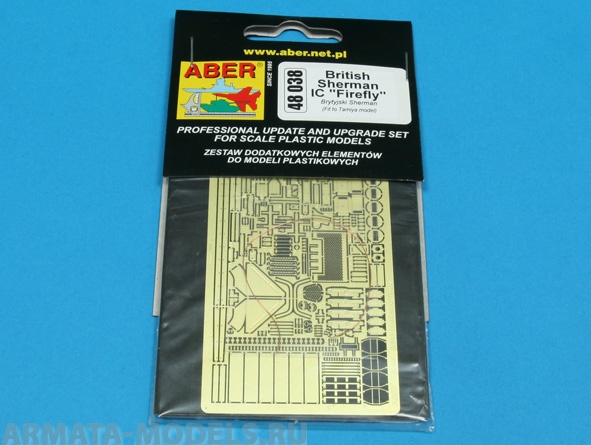 www.aber.net.pl
ABER®
SINCE 1995
48 038
British
Sherman
IC "Firefly"
Brytyjski Sherman
(Fit to Tamiya model)
PROFESSIONAL UPDATE AND UPGRADE SET
FOR SCALE PLASTIC MODELS
ZESTAW DODATKOWYCH ELEMENTÓW
DO MODELI PLASTIKOWYCH
ARMATA-MODELS.RU